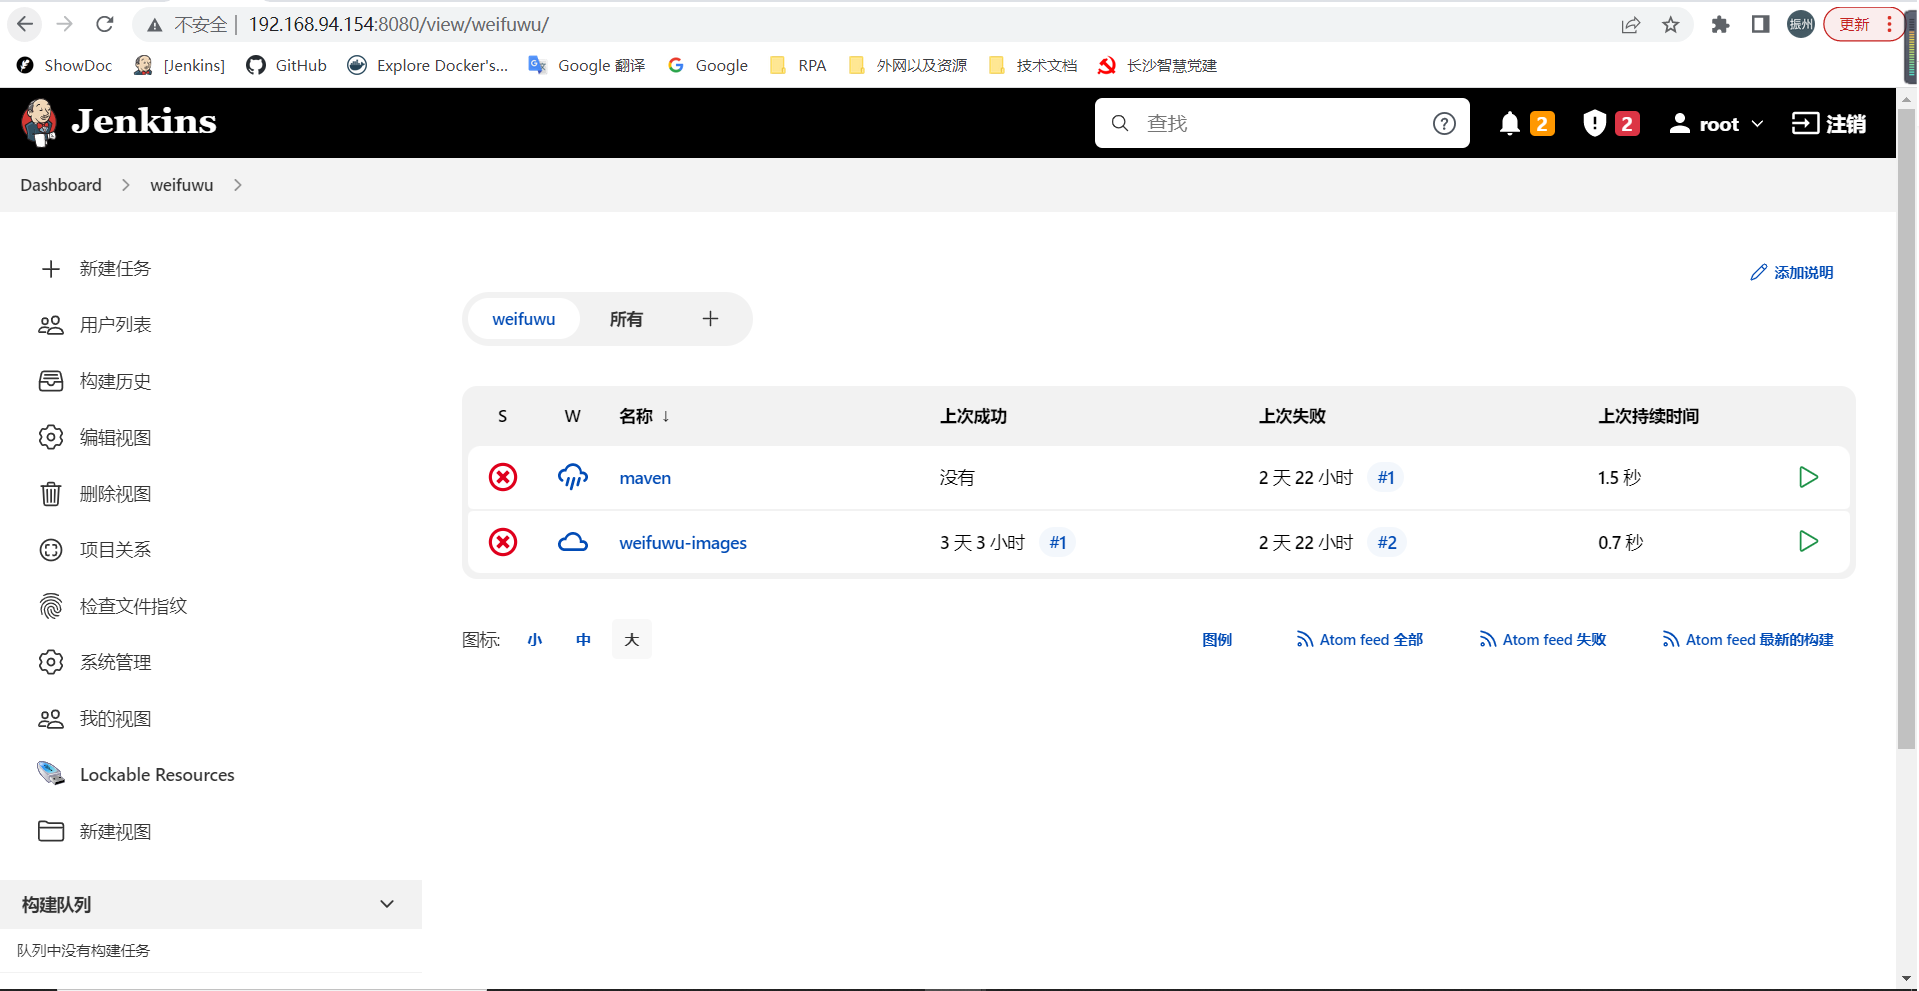 不安全 | 192.168.94.154:8080/view/weifuwu/ 振州 更新
ShowDoc [Jenkins] GitHub Explore Docker's... Google 翻译 Google RPA 外网以及资源 技术文档 长沙智慧党建
Jenkins 查找 2 2 root 注销
Dashboard weifuwu
新建任务
添加说明
用户列表
weifuwu 所有 +
构建历史
编辑视图
删除视图
项目关系
检查文件指纹
系统管理
我的视图
Lockable Resources
新建视图
S W 名称 ↓ 上次成功 上次失败 上次持续时间
maven 没有 2 天 22 小时 #1 1.5 秒
weifuwu-images 3 天 3 小时 #1 2 天 22 小时 #2 0.7 秒
图标: 小 中 大 图例 Atom feed 全部 Atom feed 失败 Atom feed 最新的构建
构建队列
队列中没有构建任务